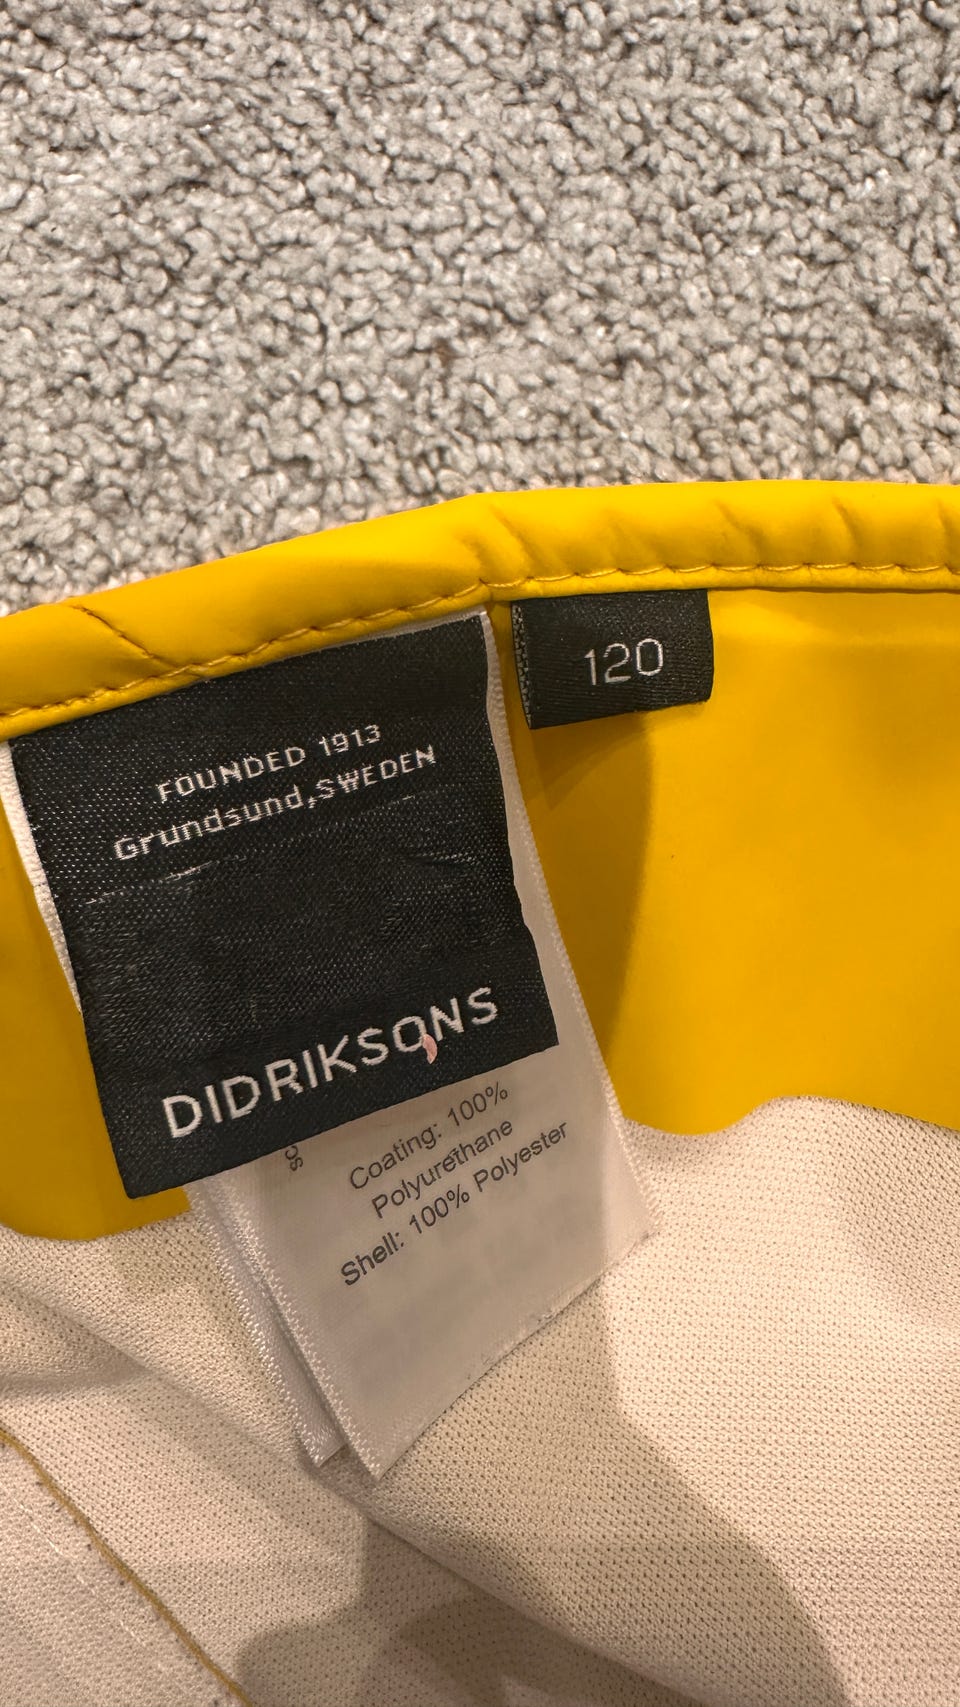 120
FOUNDED 1913
Grundsund,SWEDEN
DIDRIKSONS
Coating: 100%
Polyurethane
Shell: 100% Polyester